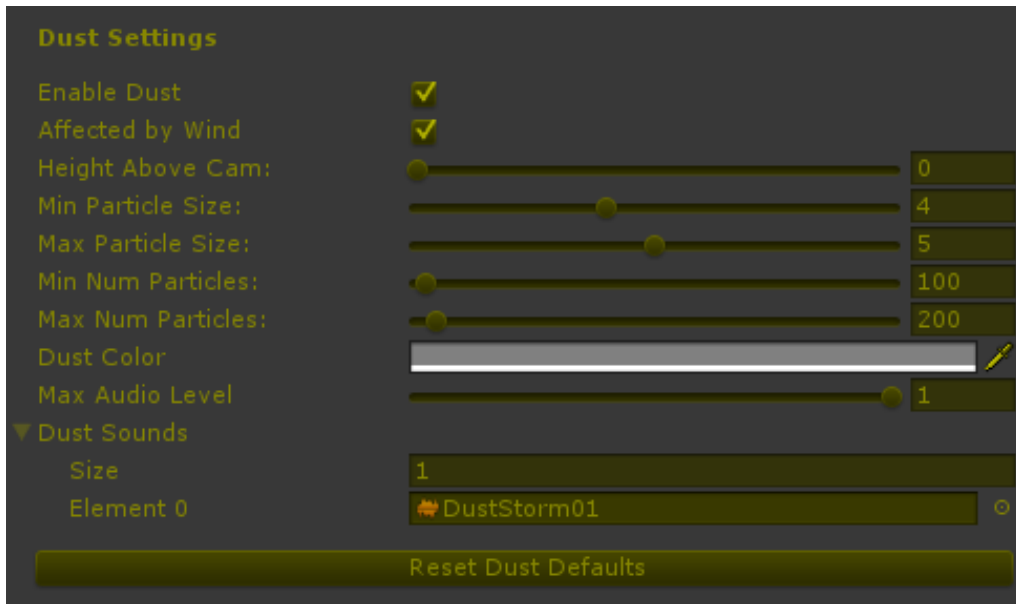 Dust Settings
Enable Dust
Affected by Wind
Height Above Cam: 0
Min Particle Size: 4
Max Particle Size: 5
Min Num Particles: 100
Max Num Particles: 200
Dust Color
Max Audio Level 1
Dust Sounds
Size 1
Element 0 DustStorm01
Reset Dust Defaults